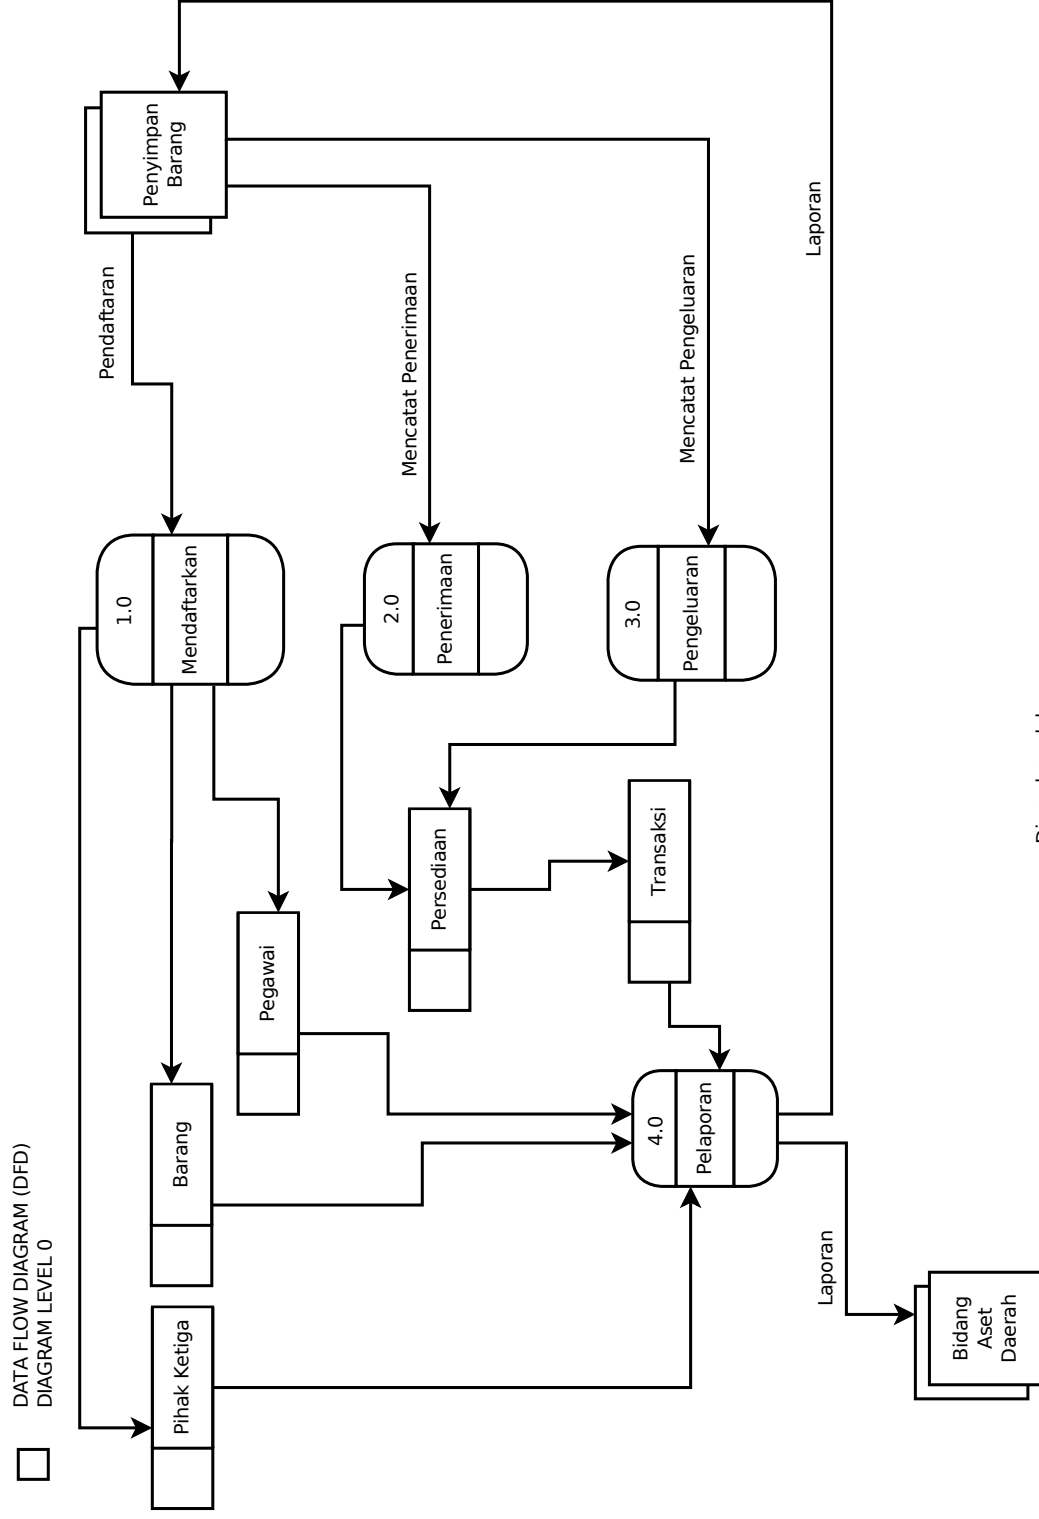 DATA FLOW DIAGRAM (DFD)
DIAGRAM LEVEL 0
Pihak Ketiga
Barang
Pegawai
1.0
Mendaftarkan
Pendaftaran
Penyimpan
Barang
Persediaan
2.0
Penerimaan
Mencatat Penerimaan
Transaksi
3.0
Pengeluaran
Mencatat Pengeluaran
4.0
Pelaporan
Laporan
Laporan
Bidang
Aset
Daerah